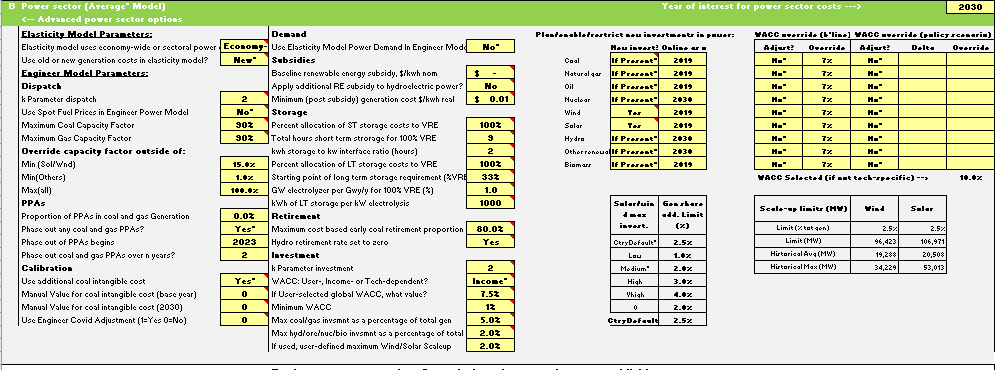 B Power sector (Average* Model) Year of interest for power sector costs ---> 2030
<-- Advanced power sector options
Elasticity Model Parameters:
Elasticity model uses economy-wide or sectoral power Economy-
Use old or new generation costs in elasticity model? New*
Engineer Model Parameters:
Dispatch
k Parameter dispatch 2
Use Spot Fuel Prices in Engineer Power Model No*
Maximum Coal Capacity Factor 90%
Maximum Gas Capacity Factor 90%
Override capacity factor outside of:
Min (Sol/Wnd) 15.0%
Min(Others) 1.0%
Max(all) 100.0%
PPAs
Proportion of PPAs in coal and gas Generation 0.0%
Phase out any coal and gas PPAs? Yes*
Phase out of PPAs begins 2023
Phase out coal and gas PPAs over n years? 2
Calibration
Use additional coal intangible cost Yes*
Manual Value for coal intangible cost (base year) 0
Manual Value for coal intangible cost (2030) 0
Use Engineer Covid Adjustment (1=Yes 0=No) 0
Demand
Use Elasticity Model Power Demand In Engineer Mode No*
Subsidies
Baseline renewable energy subsidy, $/kwh nom $ -
Apply additional RE subsidy to hydroelectric power? No
Minimum (post subsidy) generation cost $/kwh real $ 0.01
Storage
Percent allocation of ST storage costs to VRE 100%
Total hours short term strorage for 100% VRE 9
kwh storage to kw interface ratio (hours) 2
Percent allocation of LT storage costs to VRE 100%
Starting point of long term storage requirement (%VRE 33%
GW electrolyzer per Gwy/y for 100% VRE (%) 1.0
kWh of LT storage per kW electrolysis 1000
Retirement
Maximum cost based early coal retirement proportion 80.0%
Hydro retirement rate set to zero Yes
Investment
k Parameter investment 2
WACC: User-, Income- or Tech-dependent? Income*
If User-selected global WACC, what value? 7.5%
Minimum WACC 1%
Max coal/gas invsmnt as a percentage of total gen 5.0%
Max hyd/ore/nuc/bio invsmnt as a percentage of total 2.0%
If used, user-defined maximum Wind/Solar Scaleup 2.0%
Plan/enable/restrict new investments in power:
New invest? Online as o
Coal If Present* 2019
Natural gas If Present* 2019
Oil If Present* 2019
Nuclear If Present* 2030
Wind Yes 2019
Solar Yes 2019
Hydro If Present* 2030
Other renewal If Present* 2030
Biomass If Present* 2019
WACC override (b'line) WACC override (policy scenario)
Adjust? Override Adjust? Delta Override
No* 7% No*
No* 7% No*
No* 7% No*
No* 7% No*
No* 7% No*
No* 7% No*
No* 7% No*
No* 7% No*
No* 7% No*
WACC Selected (if not tech-specific) --> 10.0%
Solar/win
d max
invest.
Gen share
add. Limit
(%)
CtryDefault* 2.5%
Low 1.0%
Medium* 2.0%
High 3.0%
Vhigh 4.0%
0 2.0%
CtryDefault 2.5%
Scale-up limits (MW) Wind Solar
Limit (% tot gen) 2.5% 2.5%
Limit (MW) 96,423 106,971
Historical Avg (MW) 19,288 20,508
Historical Max (MW) 34,229 53,013